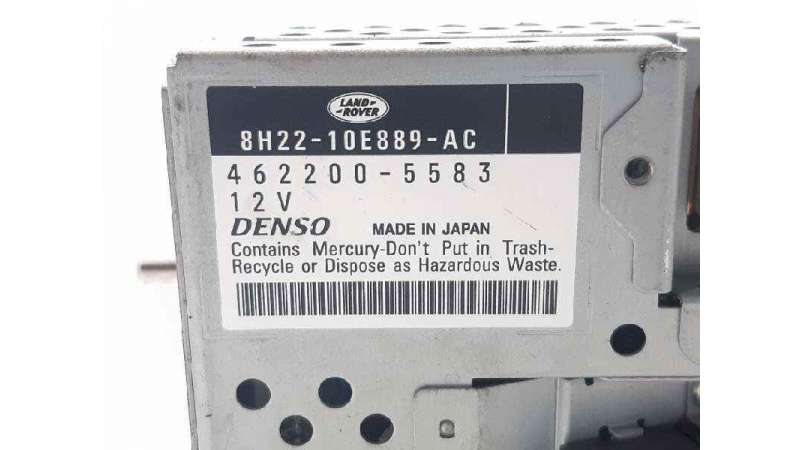 LAND-
-ROVER
8H22-10E889-AC
462200-5583
12V
DENSO MADE IN JAPAN
Contains Mercury-Don't Put in Trash-
Recycle or Dispose as Hazardous Waste.